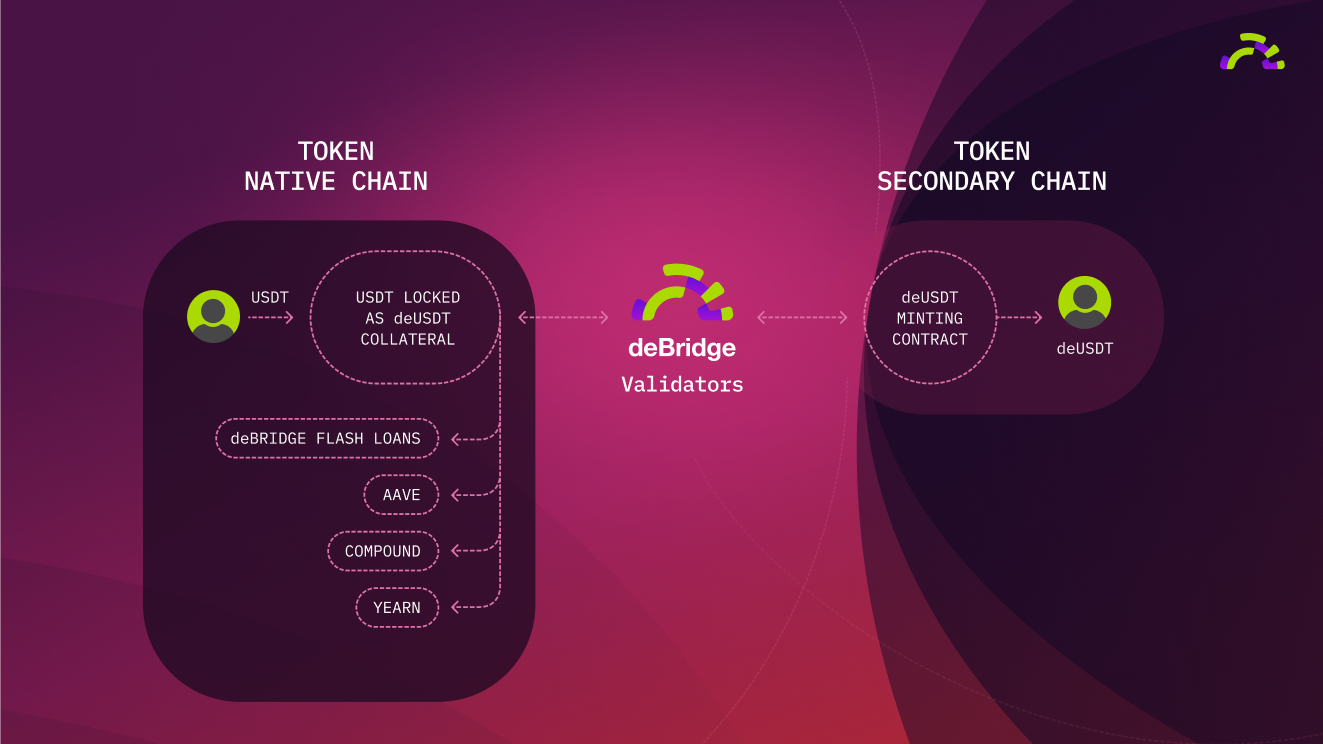 TOKEN
NATIVE CHAIN
USDT
USDT LOCKED
AS deUSDT
COLLATERAL
deBRIDGE FLASH LOANS
AAVE
COMPOUND
YEARN
deBridge
Validators
TOKEN
SECONDARY CHAIN
deUSDT
MINTING
CONTRACT
deUSDT